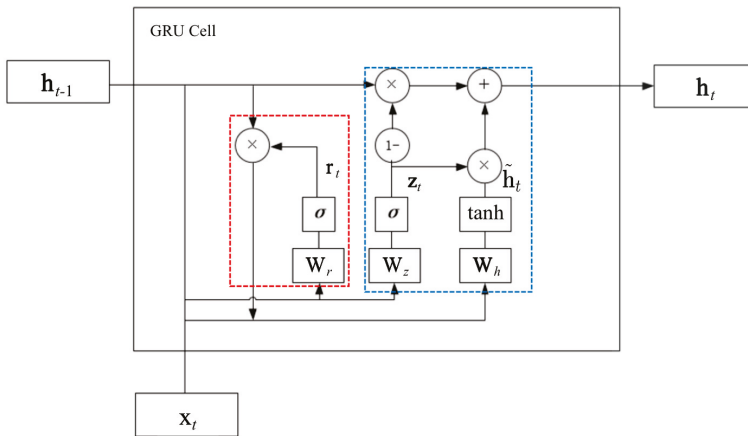 GRU Cell
h_{t-1}
×
+
h_t
×
1-
r_t
z_t
×
h̃_t
σ
σ
tanh
W_r
W_z
W_h
x_t